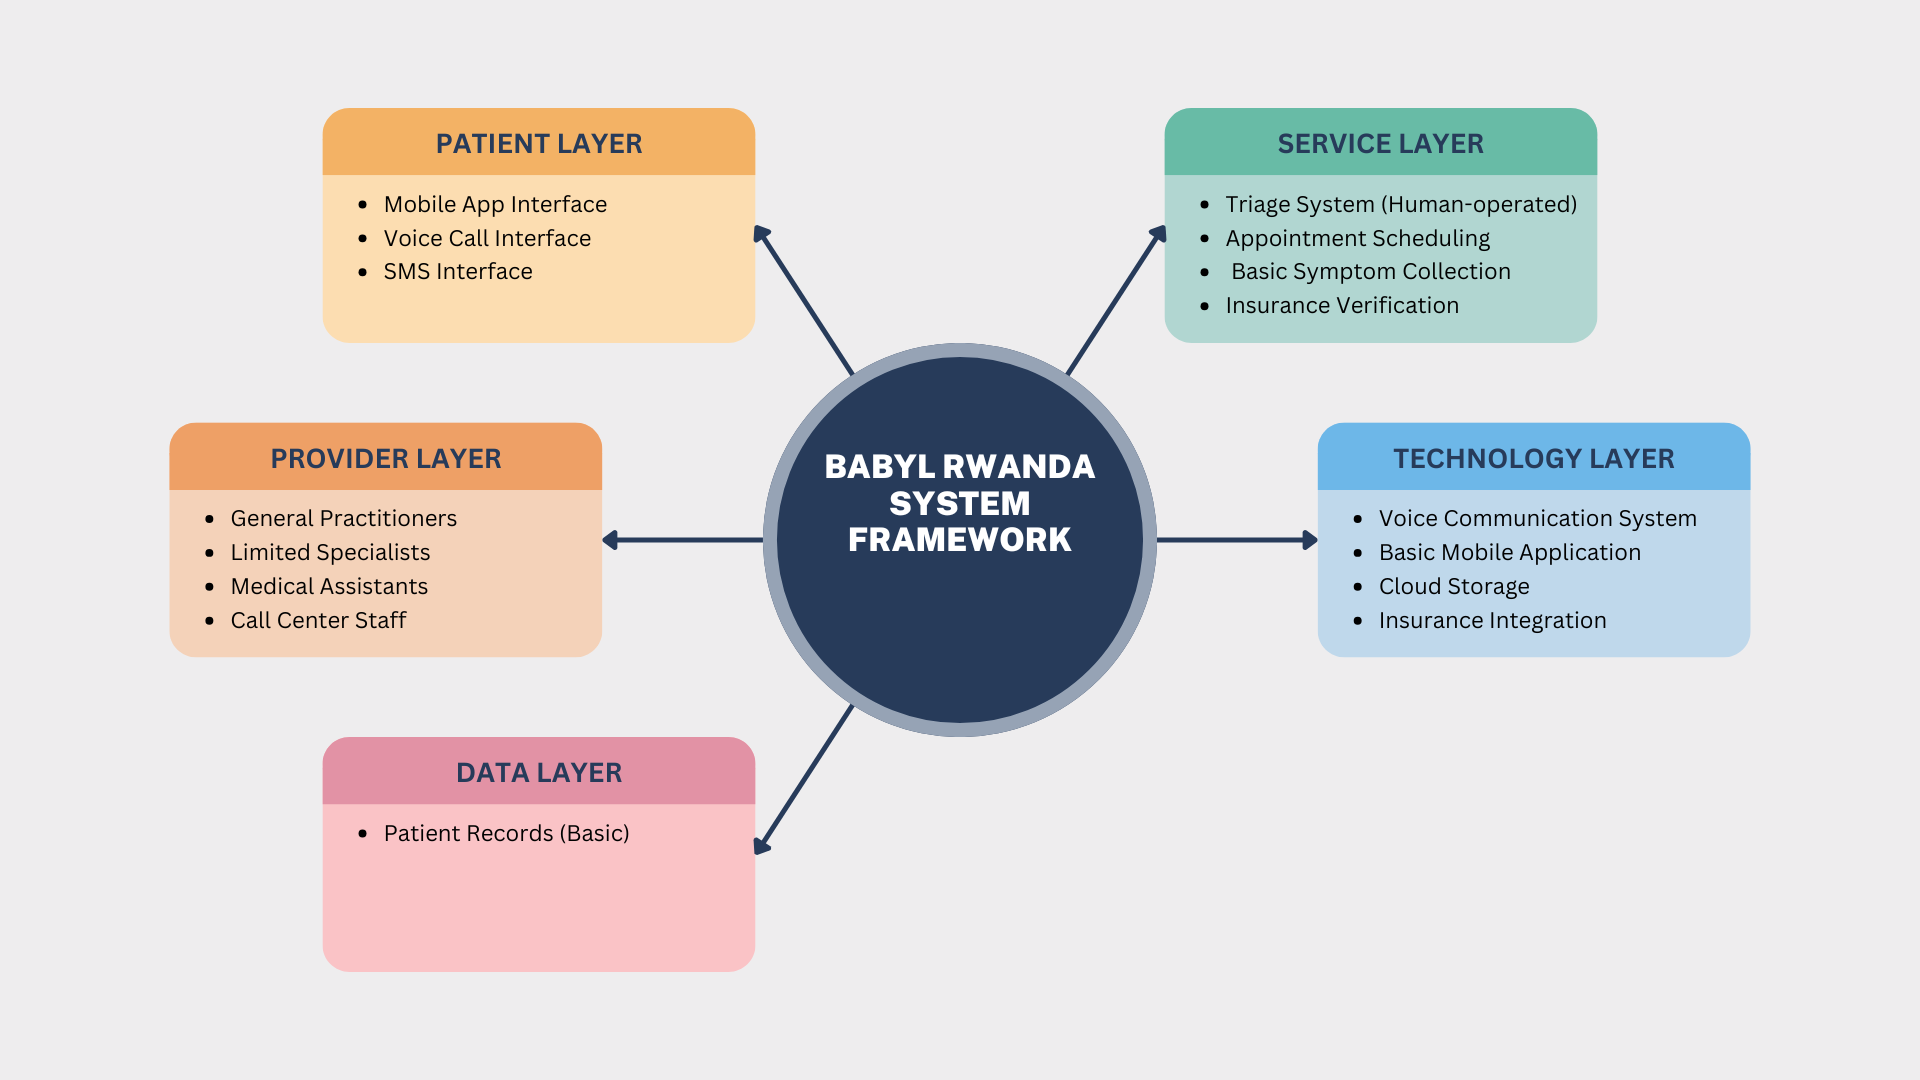 PATIENT LAYER
• Mobile App Interface
• Voice Call Interface
• SMS Interface
SERVICE LAYER
• Triage System (Human-operated)
• Appointment Scheduling
• Basic Symptom Collection
• Insurance Verification
PROVIDER LAYER
• General Practitioners
• Limited Specialists
• Medical Assistants
• Call Center Staff
BABYL RWANDA
SYSTEM
FRAMEWORK
TECHNOLOGY LAYER
• Voice Communication System
• Basic Mobile Application
• Cloud Storage
• Insurance Integration
DATA LAYER
• Patient Records (Basic)